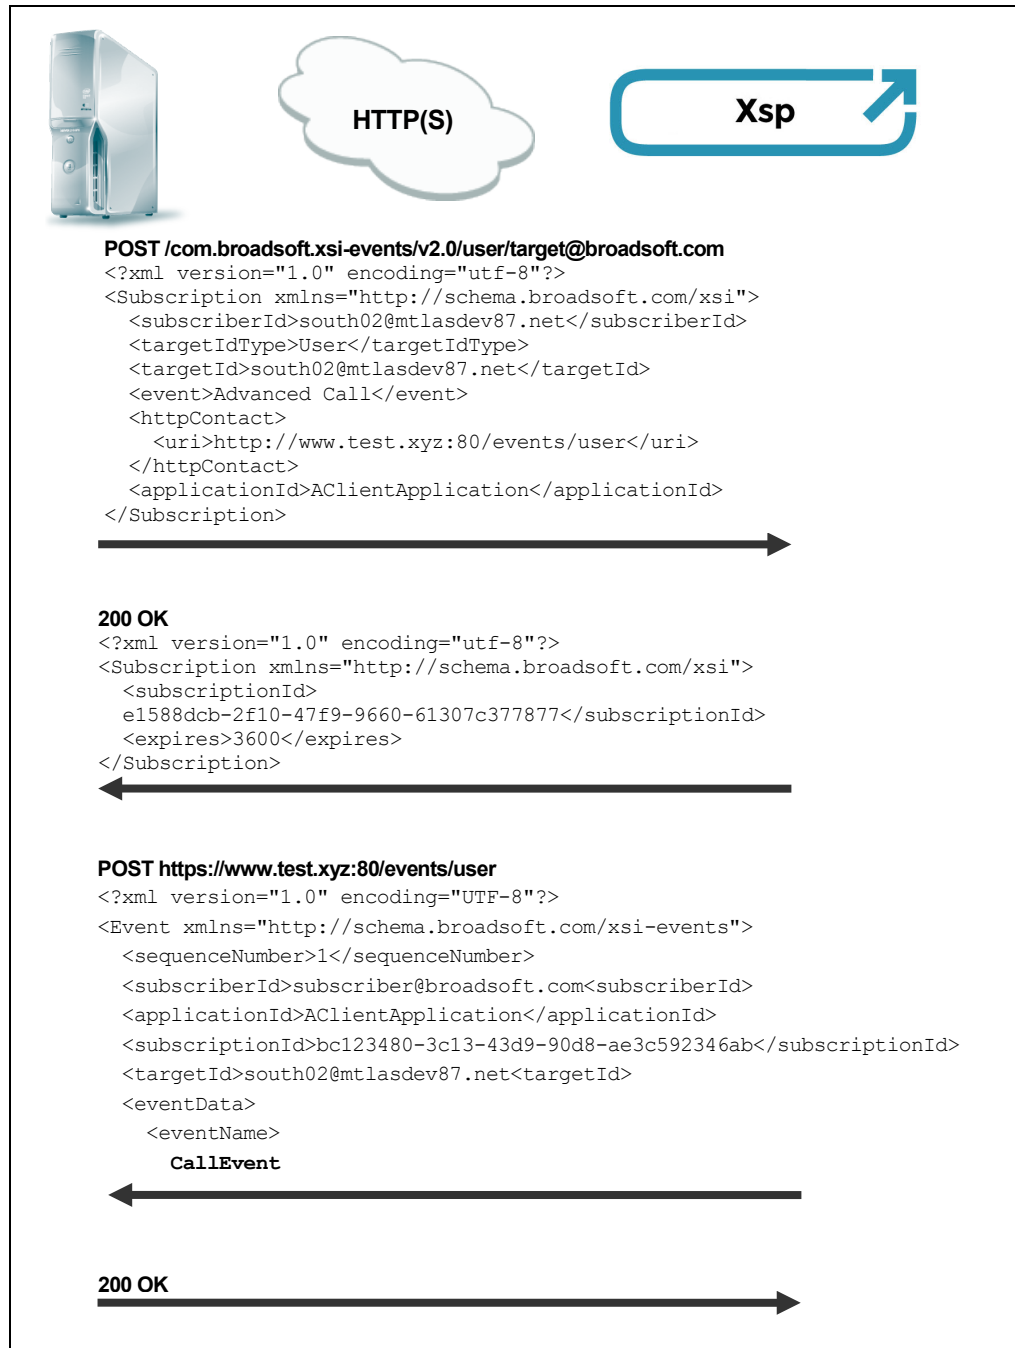 HTTP(S)
Xsp
POST /com.broadsoft.xsi-events/v2.0/user/target@broadsoft.com
<?xml version="1.0" encoding="utf-8"?>
<Subscription xmlns="http://schema.broadsoft.com/xsi">
  <subscriberId>south02@mtlasdev87.net</subscriberId>
  <targetIdType>User</targetIdType>
  <targetId>south02@mtlasdev87.net</targetId>
  <event>Advanced Call</event>
  <httpContact>
    <uri>http://www.test.xyz:80/events/user</uri>
  </httpContact>
  <applicationId>AClientApplication</applicationId>
</Subscription>
200 OK
<?xml version="1.0" encoding="utf-8"?>
<Subscription xmlns="http://schema.broadsoft.com/xsi">
  <subscriptionId>
  e1588dcb-2f10-47f9-9660-61307c377877</subscriptionId>
  <expires>3600</expires>
</Subscription>
POST https://www.test.xyz:80/events/user
<?xml version="1.0" encoding="UTF-8"?>
<Event xmlns="http://schema.broadsoft.com/xsi-events">
  <sequenceNumber>1</sequenceNumber>
  <subscriberId>subscriber@broadsoft.com<subscriberId>
  <applicationId>AClientApplication</applicationId>
  <subscriptionId>bc123480-3c13-43d9-90d8-ae3c592346ab</subscriptionId>
  <targetId>south02@mtlasdev87.net<targetId>
  <eventData>
    <eventName>
      CallEvent
200 OK